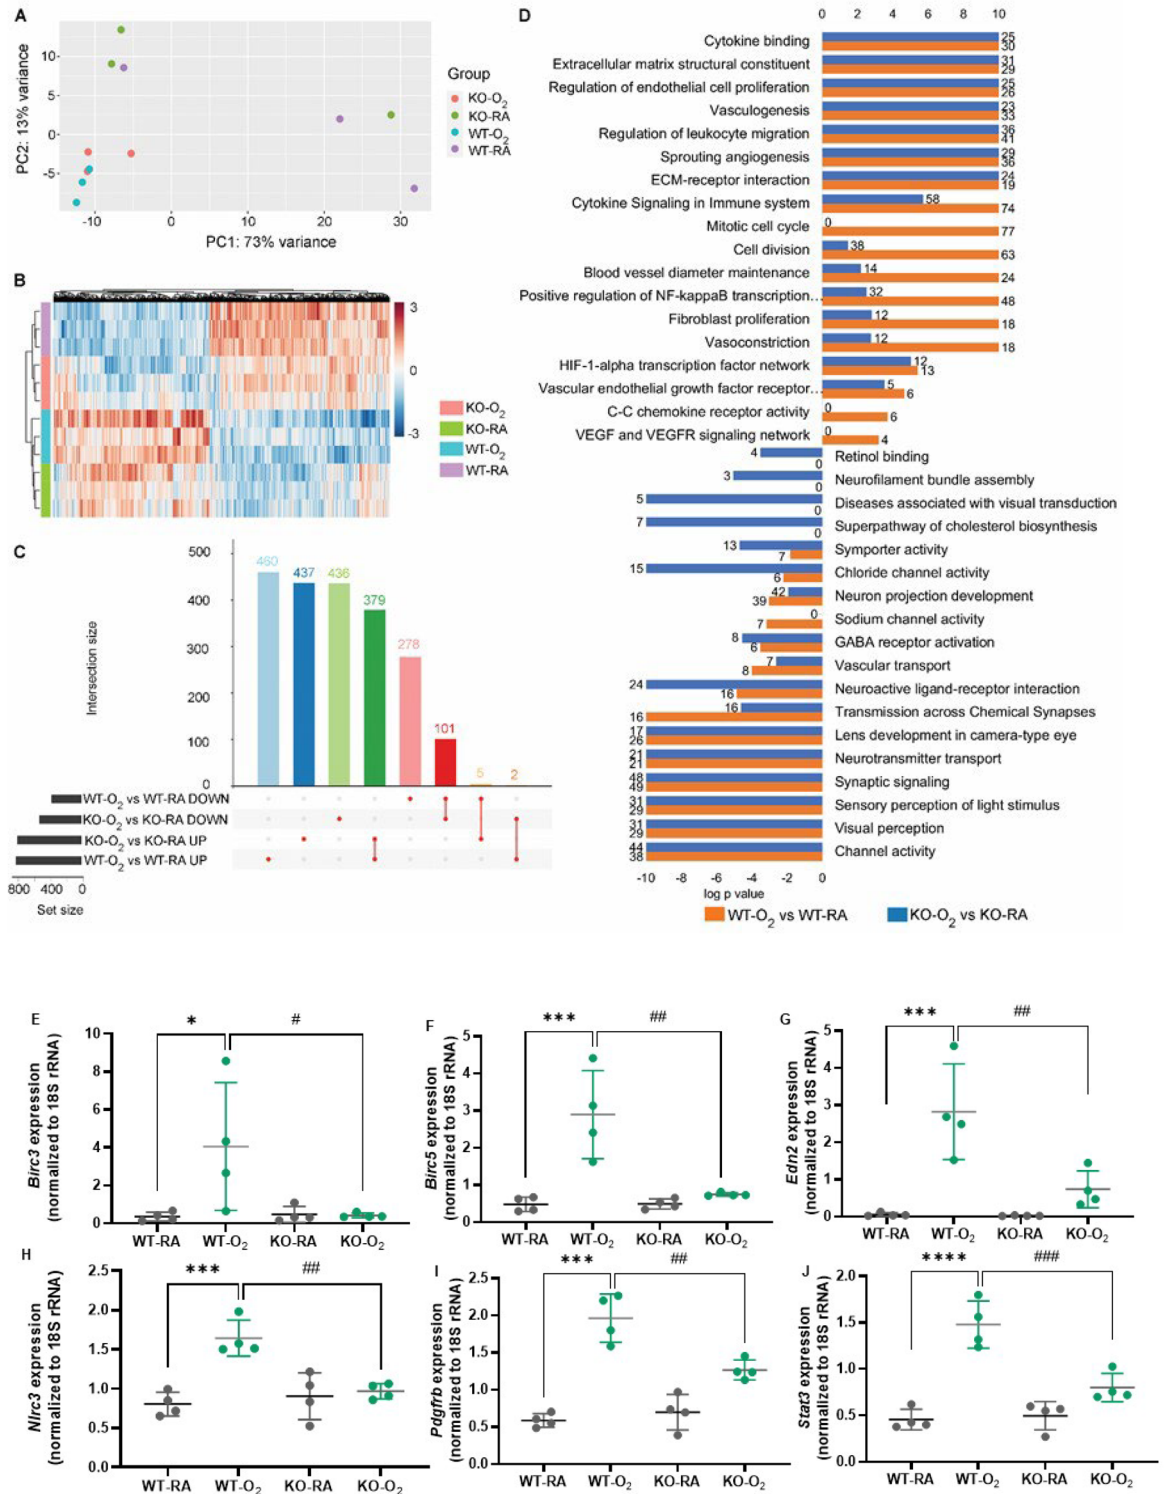 A
10
5
0
-5
PC2: 13% variance
-10
0
10
20
30
PC1: 73% variance
Group
KO-O2
KO-RA
WT-O2
WT-RA
B
3
0
-3
KO-O2
KO-RA
WT-O2
WT-RA
C
Intersection size
500
400
300
200
100
0
460
437
436
379
278
101
5
2
WT-O2 vs WT-RA DOWN
KO-O2 vs KO-RA DOWN
KO-O2 vs KO-RA UP
WT-O2 vs WT-RA UP
800 400 0
Set size
D
0 2 4 6 8 10
Cytokine binding 25 30
Extracellular matrix structural constituent 31 29
Regulation of endothelial cell proliferation 25 26
Vasculogenesis 23 33
Regulation of leukocyte migration 36 41
Sprouting angiogenesis 29 36
ECM-receptor interaction 24 19
Cytokine Signaling in Immune system 58 74
Mitotic cell cycle 0 77
Cell division 38 63
Blood vessel diameter maintenance 14 24
Positive regulation of NF-kappaB transcription... 32 48
Fibroblast proliferation 12 18
Vasoconstriction 12 18
HIF-1-alpha transcription factor network 12 13
Vascular endothelial growth factor receptor... 5 6
C-C chemokine receptor activity 0 6
VEGF and VEGFR signaling network 0 4
4 0 Retinol binding
3 0 Neurofilament bundle assembly
5 0 Diseases associated with visual transduction
7 0 Superpathway of cholesterol biosynthesis
13 7 Symporter activity
15 6 Chloride channel activity
42 39 Neuron projection development
0 7 Sodium channel activity
8 6 GABA receptor activation
7 8 Vascular transport
24 16 Neuroactive ligand-receptor interaction
16 16 Transmission across Chemical Synapses
17 26 Lens development in camera-type eye
21 21 Neurotransmitter transport
48 49 Synaptic signaling
31 29 Sensory perception of light stimulus
31 29 Visual perception
44 38 Channel activity
-10 -8 -6 -4 -2 0
log p value
WT-O2 vs WT-RA
KO-O2 vs KO-RA
E
Birc3 expression
(normalized to 18S rRNA)
10
8
6
4
2
0
*
#
WT-RA WT-O2 KO-RA KO-O2
F
Birc5 expression
(normalized to 18S rRNA)
5
4
3
2
1
0
***
##
WT-RA WT-O2 KO-RA KO-O2
G
Edn2 expression
(normalized to 18S rRNA)
5
4
3
2
1
0
***
##
WT-RA WT-O2 KO-RA KO-O2
H
Nlrc3 expression
(normalized to 18S rRNA)
2.5
2.0
1.5
1.0
0.5
0.0
***
##
WT-RA WT-O2 KO-RA KO-O2
I
Pdgfrb expression
(normalized to 18S rRNA)
2.5
2.0
1.5
1.0
0.5
0.0
***
##
WT-RA WT-O2 KO-RA KO-O2
J
Stat3 expression
(normalized to 18S rRNA)
2.0
1.5
1.0
0.5
0.0
****
###
WT-RA WT-O2 KO-RA KO-O2